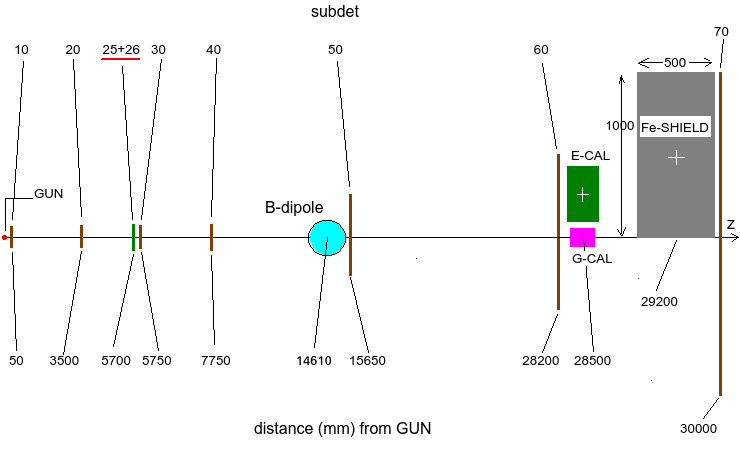 subdet
10 20 25+26 30 40 50 60 70
500
1000
Fe-SHIELD
E-CAL
GUN
B-dipole
Z
G-CAL
29200
50 3500 5700 5750 7750 14610 15650 28200 28500
30000
distance (mm) from GUN